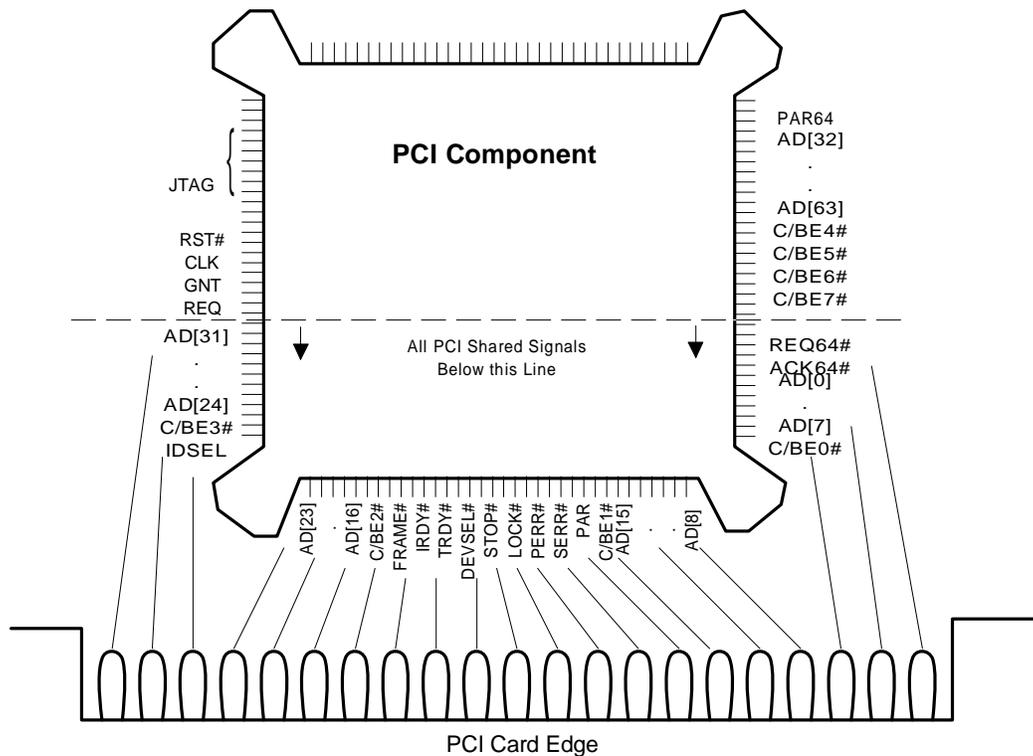 PCI Component
JTAG
RST#
CLK
GNT
REQ
AD[31]
.
.
AD[24]
C/BE3#
IDSEL
PAR64
AD[32]
.
.
AD[63]
C/BE4#
C/BE5#
C/BE6#
C/BE7#
REQ64#
ACK64#
AD[0]
.
AD[7]
C/BE0#
All PCI Shared Signals
Below this Line
AD[23]
.
AD[16]
C/BE2#
FRAME#
IRDY#
TRDY#
DEVSEL#
STOP#
LOCK#
PERR#
SERR#
PAR
C/BE1#
AD[15]
.
.
AD[8]
PCI Card Edge